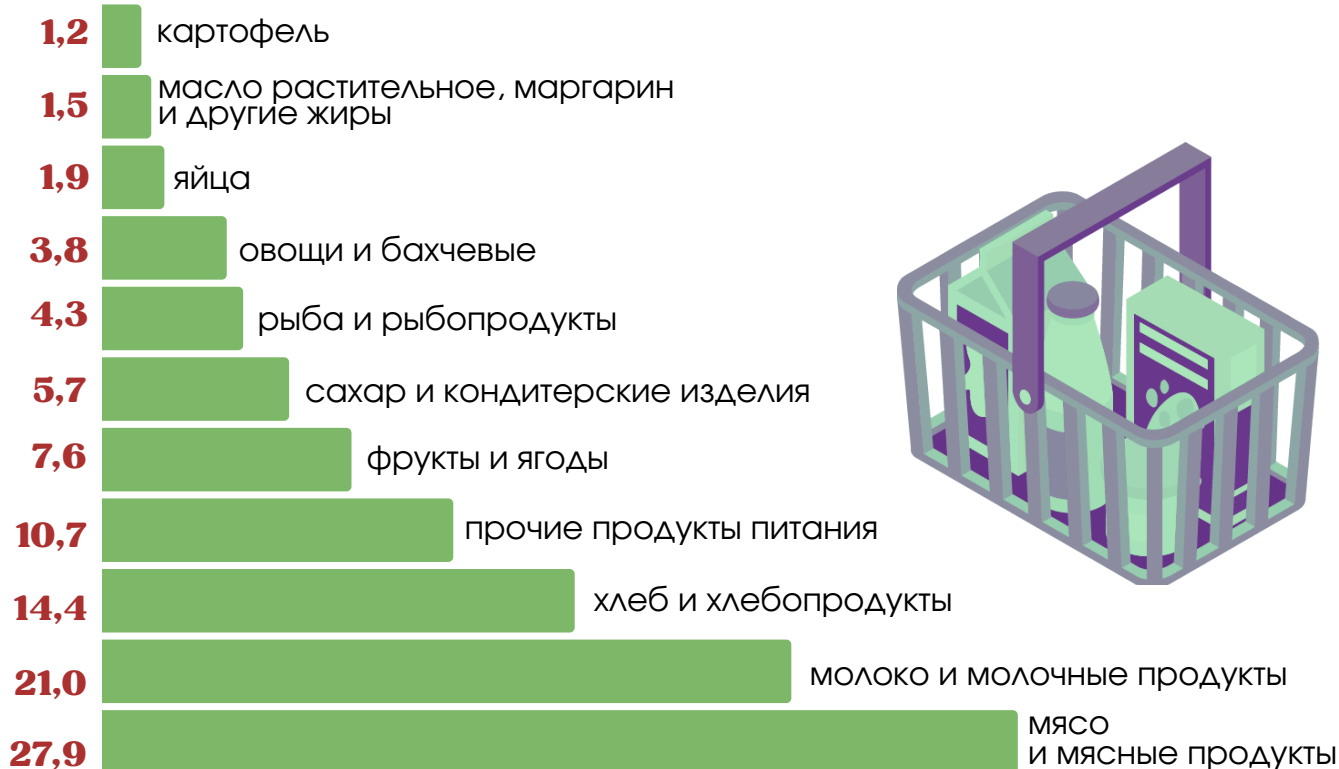 1,2 картофель
1,5 масло растительное, маргарин
и другие жиры
1,9 яйца
3,8 овощи и бахчевые
4,3 рыба и рыбопродукты
5,7 сахар и кондитерские изделия
7,6 фрукты и ягоды
10,7 прочие продукты питания
14,4 хлеб и хлебопродукты
21,0 молоко и молочные продукты
27,9 мясо
и мясные продукты